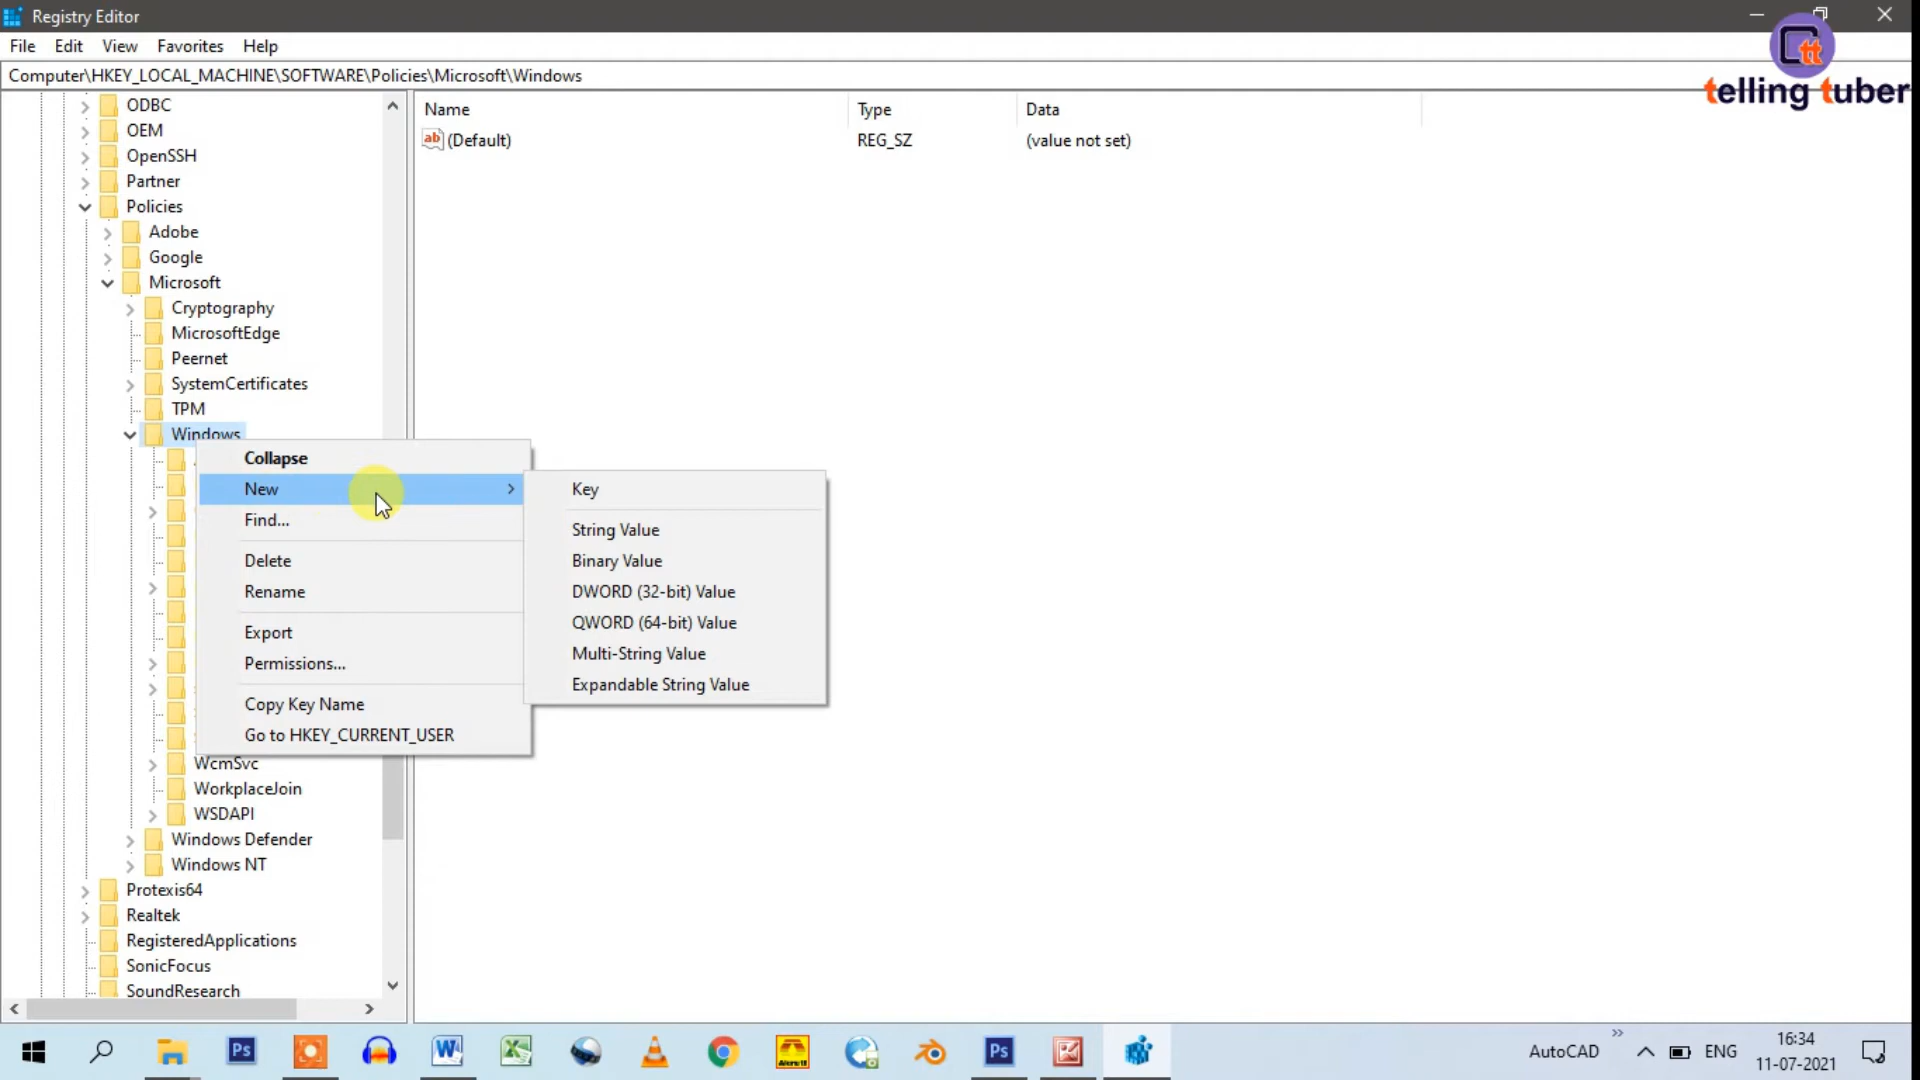 Registry Editor
File Edit View Favorites Help
Computer\HKEY_LOCAL_MACHINE\SOFTWARE\Policies\Microsoft\Windows
telling tuber
ODBC
OEM
OpenSSH
Partner
Policies
Adobe
Google
Microsoft
Cryptography
MicrosoftEdge
Peernet
SystemCertificates
TPM
Windows
WcmSvc
WorkplaceJoin
WSDAPI
Windows Defender
Windows NT
Protexis64
Realtek
RegisteredApplications
SonicFocus
SoundResearch
Name Type Data
ab (Default) REG_SZ (value not set)
Collapse
New
Find...
Delete
Rename
Export
Permissions...
Copy Key Name
Go to HKEY_CURRENT_USER
Key
String Value
Binary Value
DWORD (32-bit) Value
QWORD (64-bit) Value
Multi-String Value
Expandable String Value
AutoCAD
ENG
16:34
11-07-2021